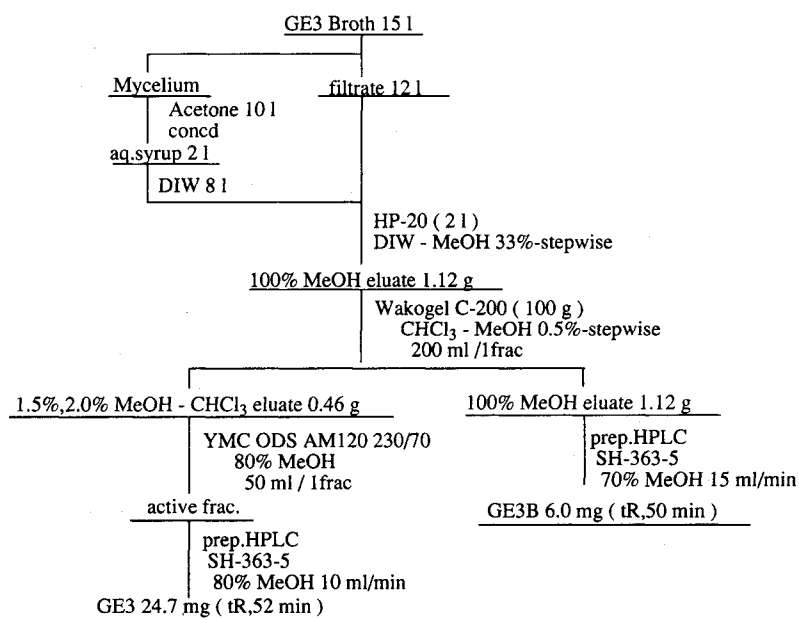 GE3 Broth 15 l
Mycelium
filtrate 12 l
Acetone 10 l
concd
aq.syrup 2 l
DIW 8 l
HP-20 ( 2 l )
DIW - MeOH 33%-stepwise
100% MeOH eluate 1.12 g
Wakogel C-200 ( 100 g )
CHCl3 - MeOH 0.5%-stepwise
200 ml /1frac
1.5%,2.0% MeOH - CHCl3 eluate 0.46 g
YMC ODS AM120 230/70
80% MeOH
50 ml / 1frac
active frac.
prep.HPLC
SH-363-5
80% MeOH 10 ml/min
GE3 24.7 mg ( tR,52 min )
100% MeOH eluate 1.12 g
prep.HPLC
SH-363-5
70% MeOH 15 ml/min
GE3B 6.0 mg ( tR,50 min )